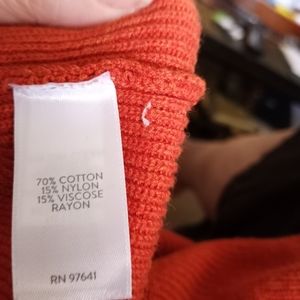 70% COTTON
15% NYLON
15% VISCOSE
RAYON
RN 97641